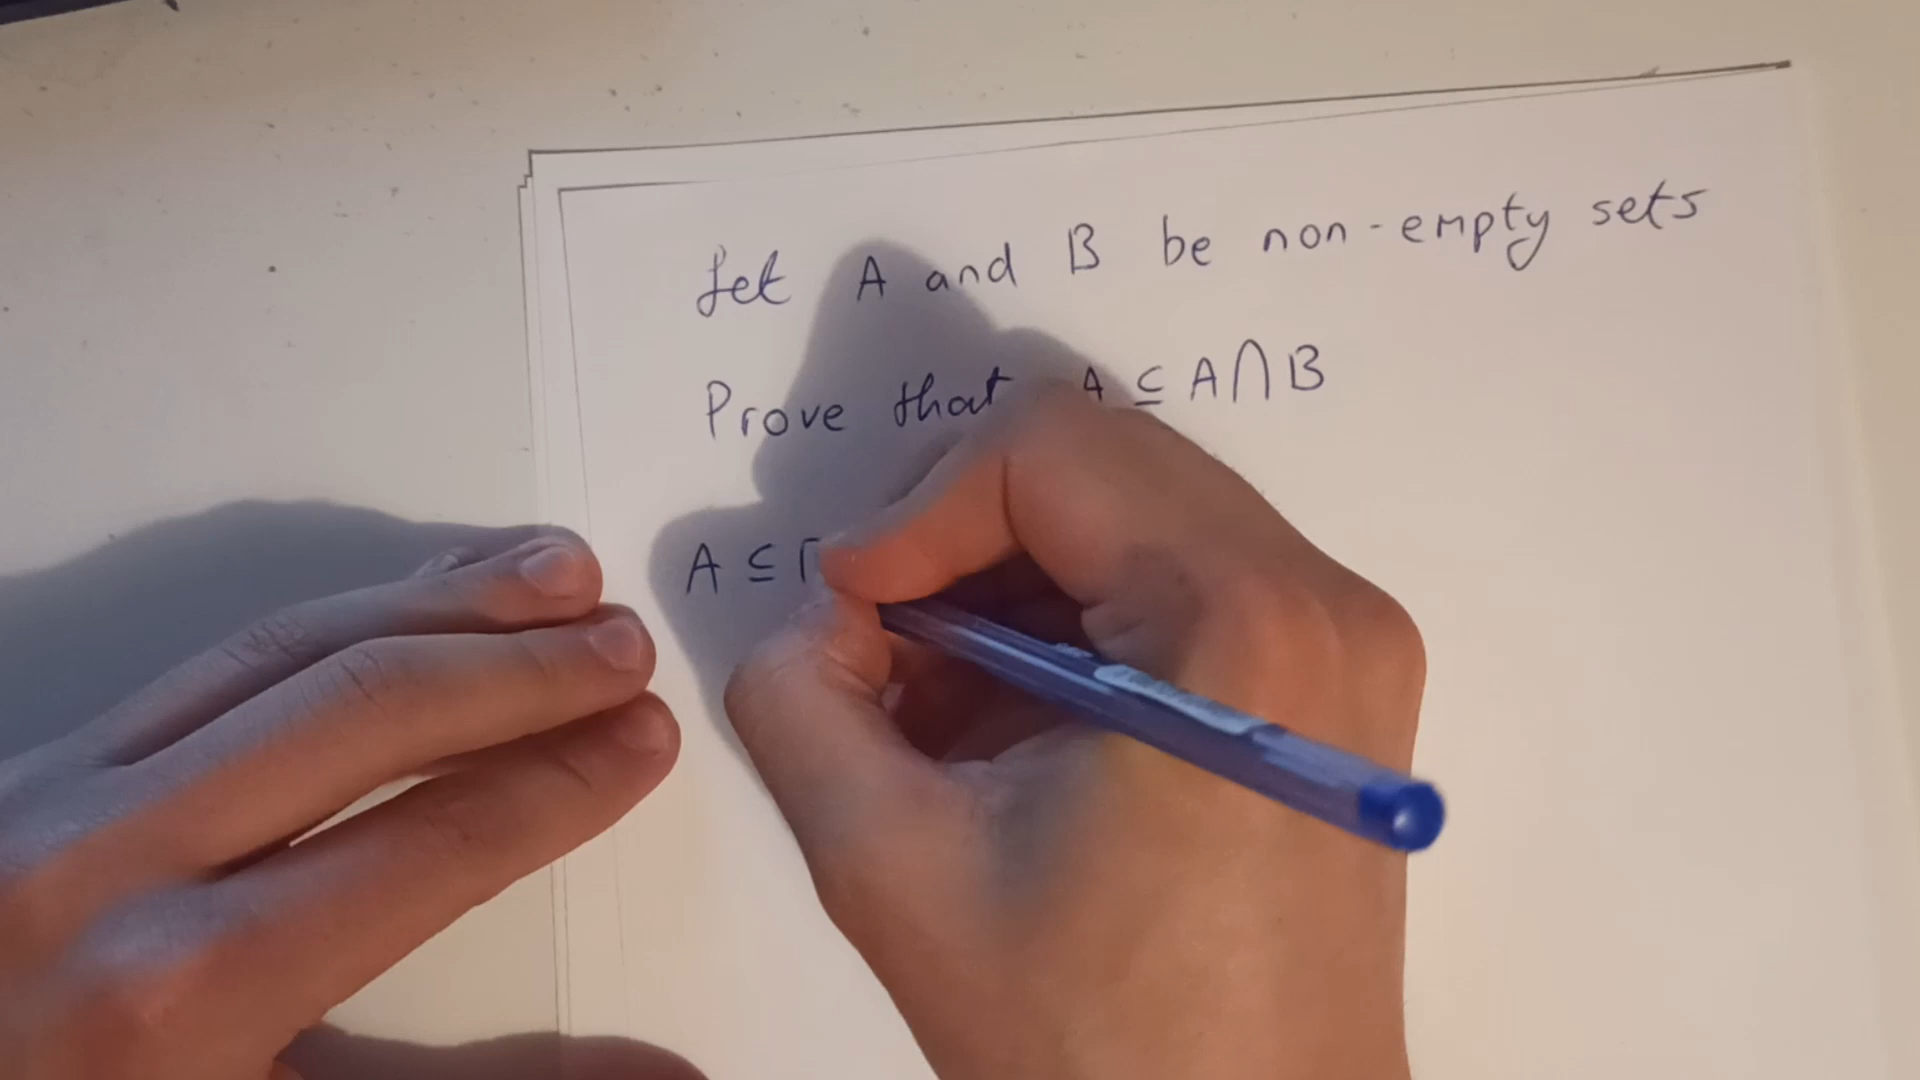 Let A and B be non-empty sets
Prove that A ⊆ A∩B
A ⊆